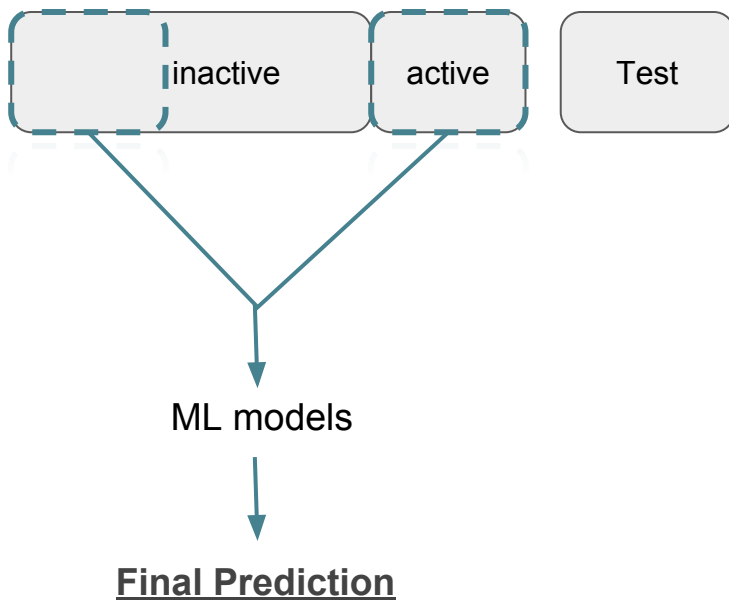 inactive
active
Test
ML models
Final Prediction